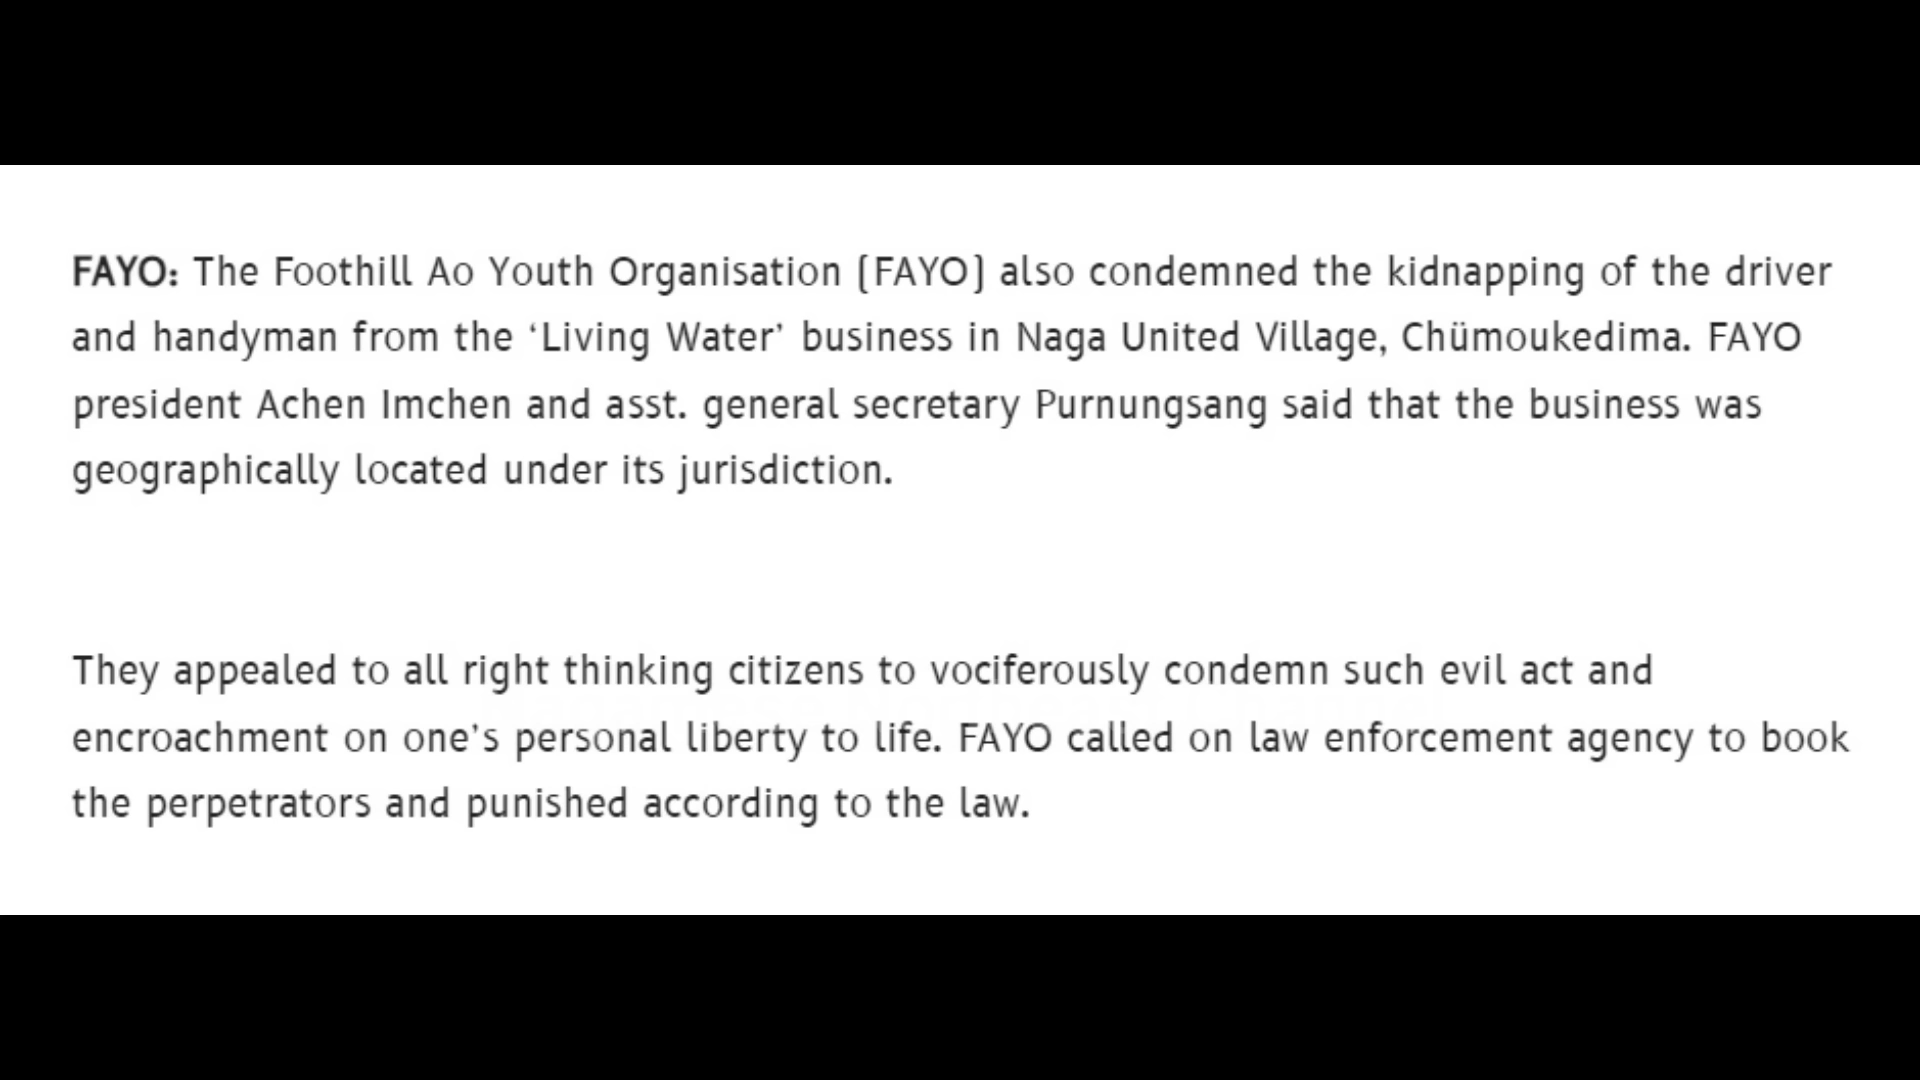 FAYO: The Foothill Ao Youth Organisation (FAYO) also condemned the kidnapping of the driver
and handyman from the ‘Living Water’ business in Naga United Village, Chümoukedima. FAYO
president Achen Imchen and asst. general secretary Purnungsang said that the business was
geographically located under its jurisdiction.
They appealed to all right thinking citizens to vociferously condemn such evil act and
encroachment on one’s personal liberty to life. FAYO called on law enforcement agency to book
the perpetrators and punished according to the law.